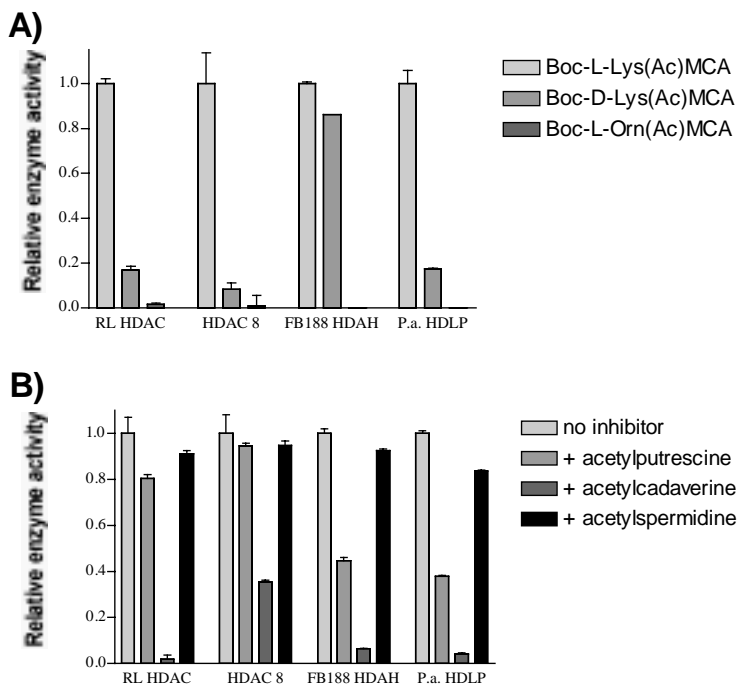 A)
Relative enzyme activity
1.0
0.8
0.6
0.4
0.2
0.0
RL HDAC HDAC 8 FB188 HDAH P.a. HDLP
Boc-L-Lys(Ac)MCA
Boc-D-Lys(Ac)MCA
Boc-L-Orn(Ac)MCA
B)
Relative enzyme activity
1.0
0.8
0.6
0.4
0.2
0.0
RL HDAC HDAC 8 FB188 HDAH P.a. HDLP
no inhibitor
+ acetylputrescine
+ acetylcadaverine
+ acetylspermidine